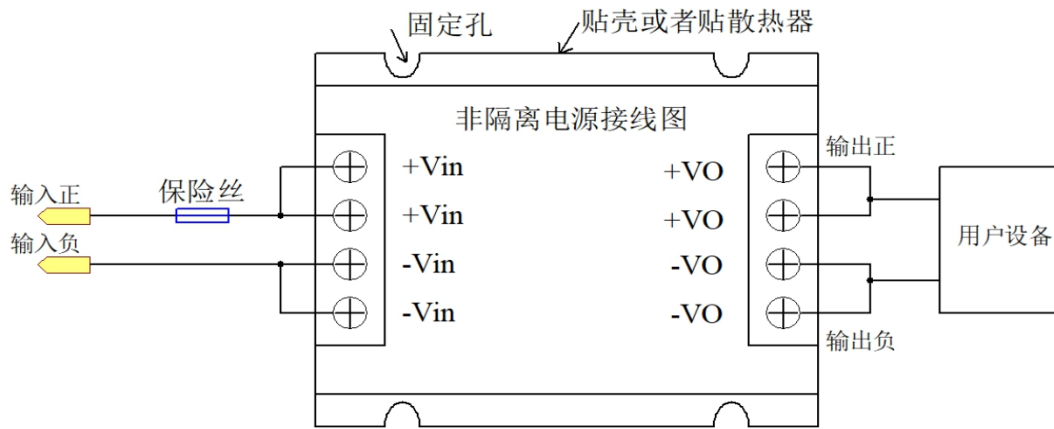 固定孔
贴壳或者贴散热器
非隔离电源接线图
输入正
保险丝
输入负
+Vin
+Vin
-Vin
-Vin
+VO
+VO
-VO
-VO
输出正
输出负
用户设备